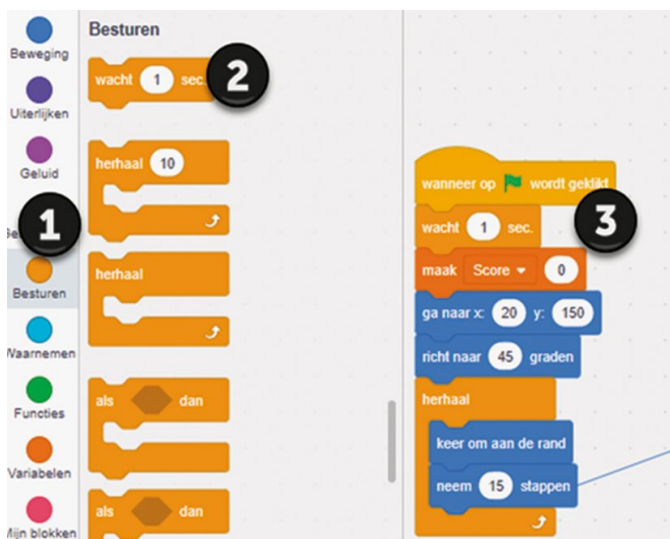 Beweging
Uiterlijken
Geluid
1
Besturen
Waarnemen
Functies
Variabelen
Mijn blokken
Besturen
wacht 1 sec.
2
herhaal 10
herhaal
als dan
als dan
wanneer op wordt geklikt
3
wacht 1 sec.
maak Score 0
ga naar x: 20 y: 150
richt naar 45 graden
herhaal
keer om aan de rand
neem 15 stappen